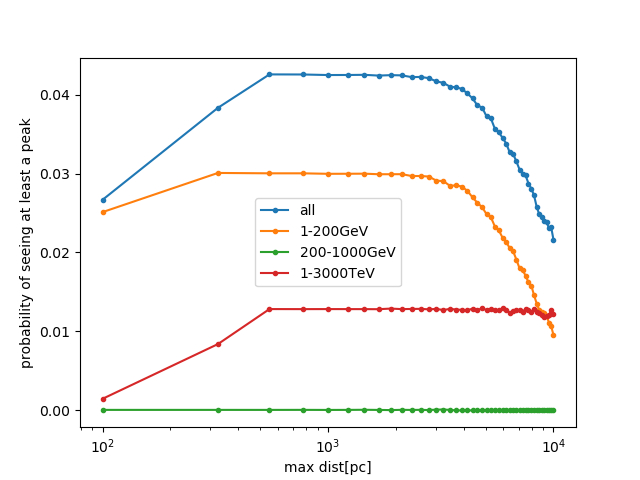 0.04
0.03
0.02
0.01
0.00
probability of seeing at least a peak
all
1-200GeV
200-1000GeV
1-3000TeV
10²
10³
10⁴
max dist[pc]